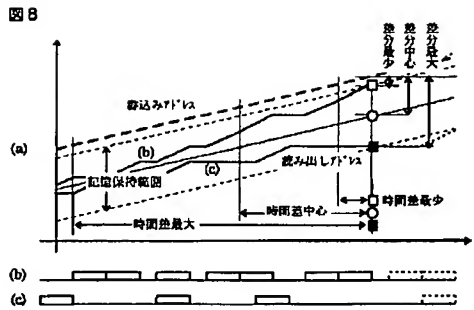 図8
差分最少
差分中心
差分最大
書込みアドレス
(a)
(b)
(c)
読み出しアドレス
記憶保持範囲
時間差最少
時間差中心
時間差最大
(b)
(c)